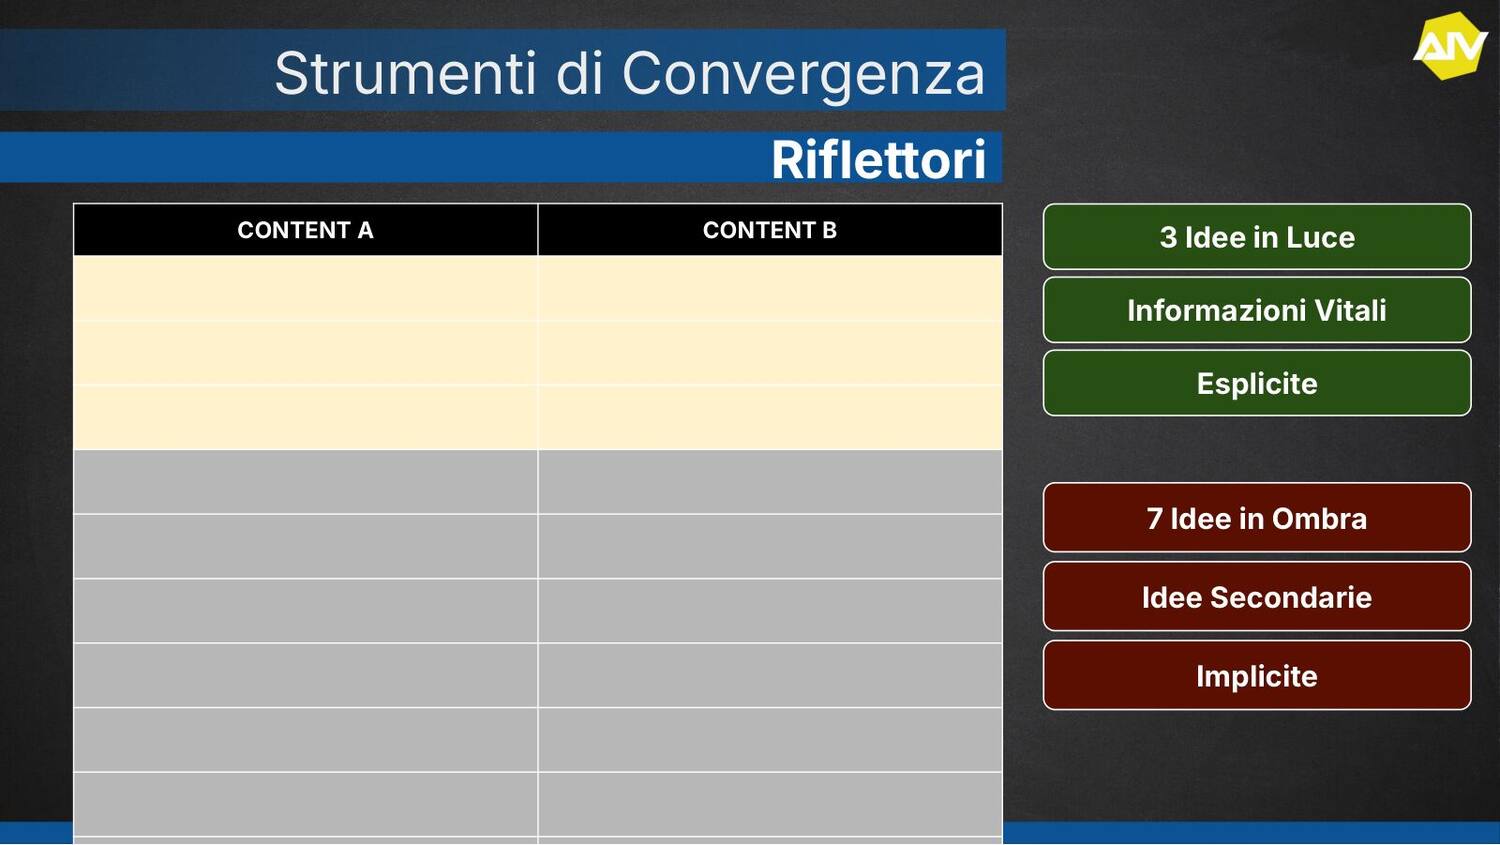 Strumenti di Convergenza
AIV
Riflettori
CONTENT A
CONTENT B
3 Idee in Luce
Informazioni Vitali
Esplicite
7 Idee in Ombra
Idee Secondarie
Implicite